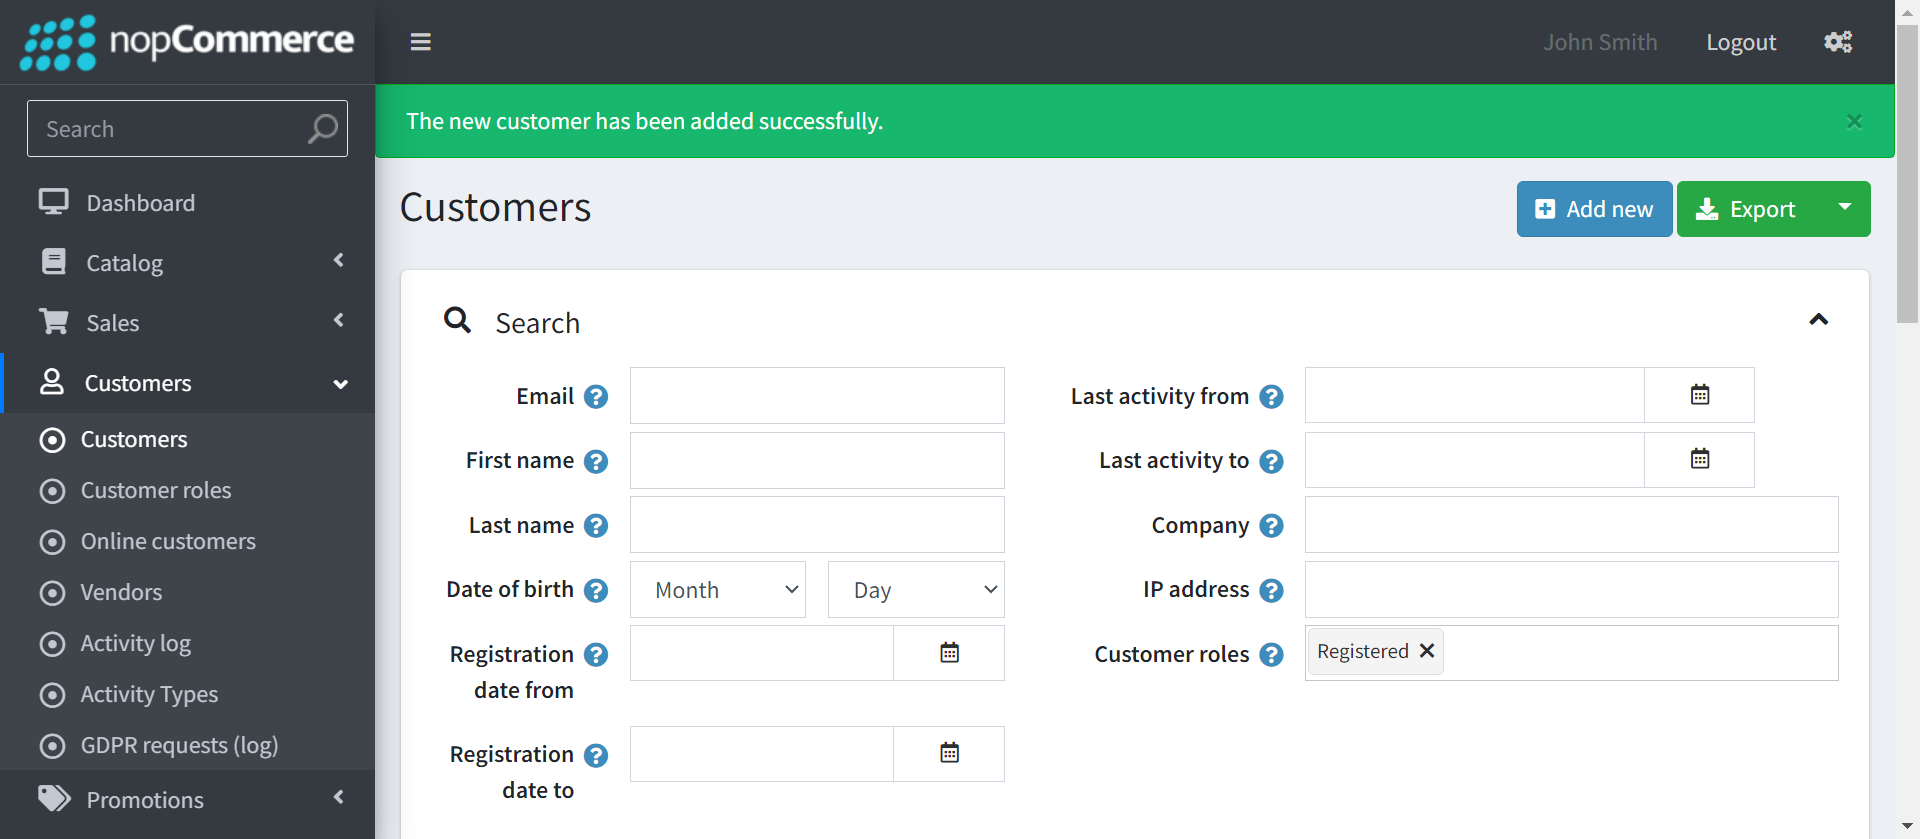 nopCommerce
John Smith
Logout
Search
The new customer has been added successfully.
Dashboard
Catalog
Sales
Customers
Customers
Customer roles
Online customers
Vendors
Activity log
Activity Types
GDPR requests (log)
Promotions
Customers
Add new
Export
Search
Email
First name
Last name
Date of birth
Month
Day
Registration
date from
Registration
date to
Last activity from
Last activity to
Company
IP address
Customer roles
Registered